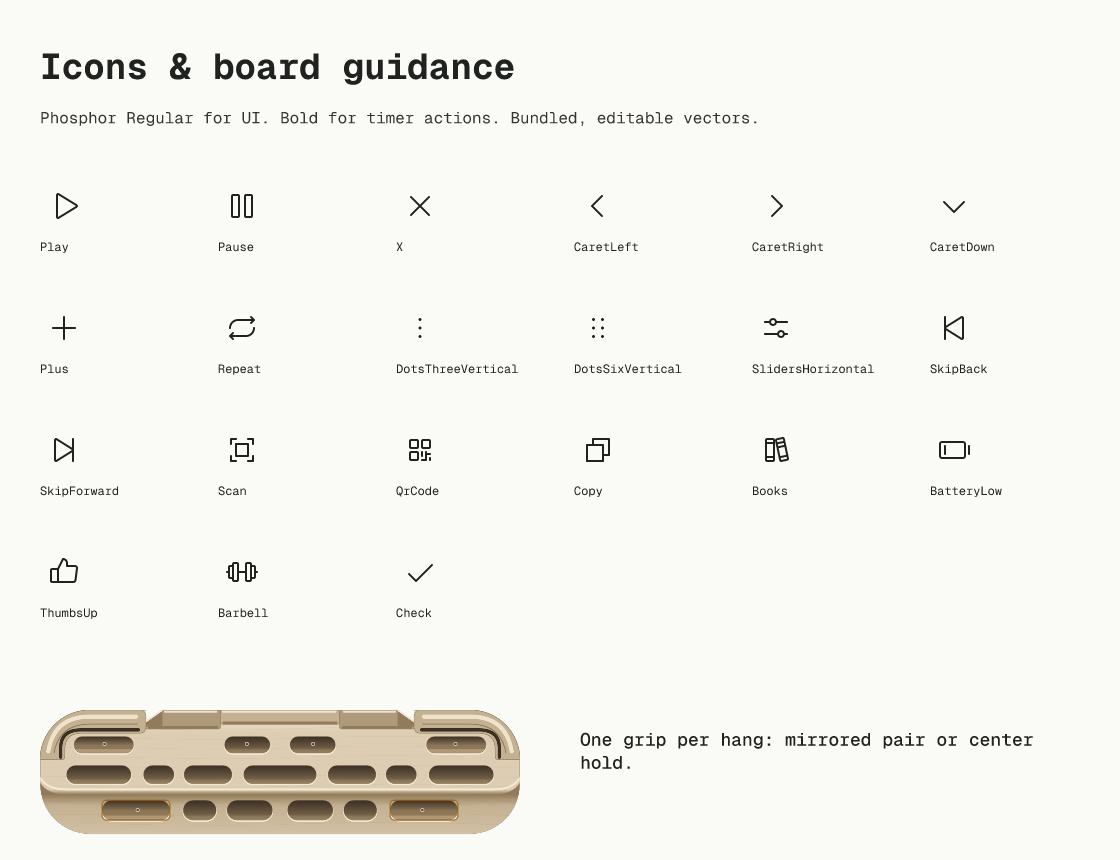 Icons & board guidance
Phosphor Regular for UI. Bold for timer actions. Bundled, editable vectors.
Play
Pause
X
CaretLeft
CaretRight
CaretDown
Plus
Repeat
DotsThreeVertical
DotsSixVertical
SlidersHorizontal
SkipBack
SkipForward
Scan
QrCode
Copy
Books
BatteryLow
ThumbsUp
Barbell
Check
One grip per hang: mirrored pair or center
hold.